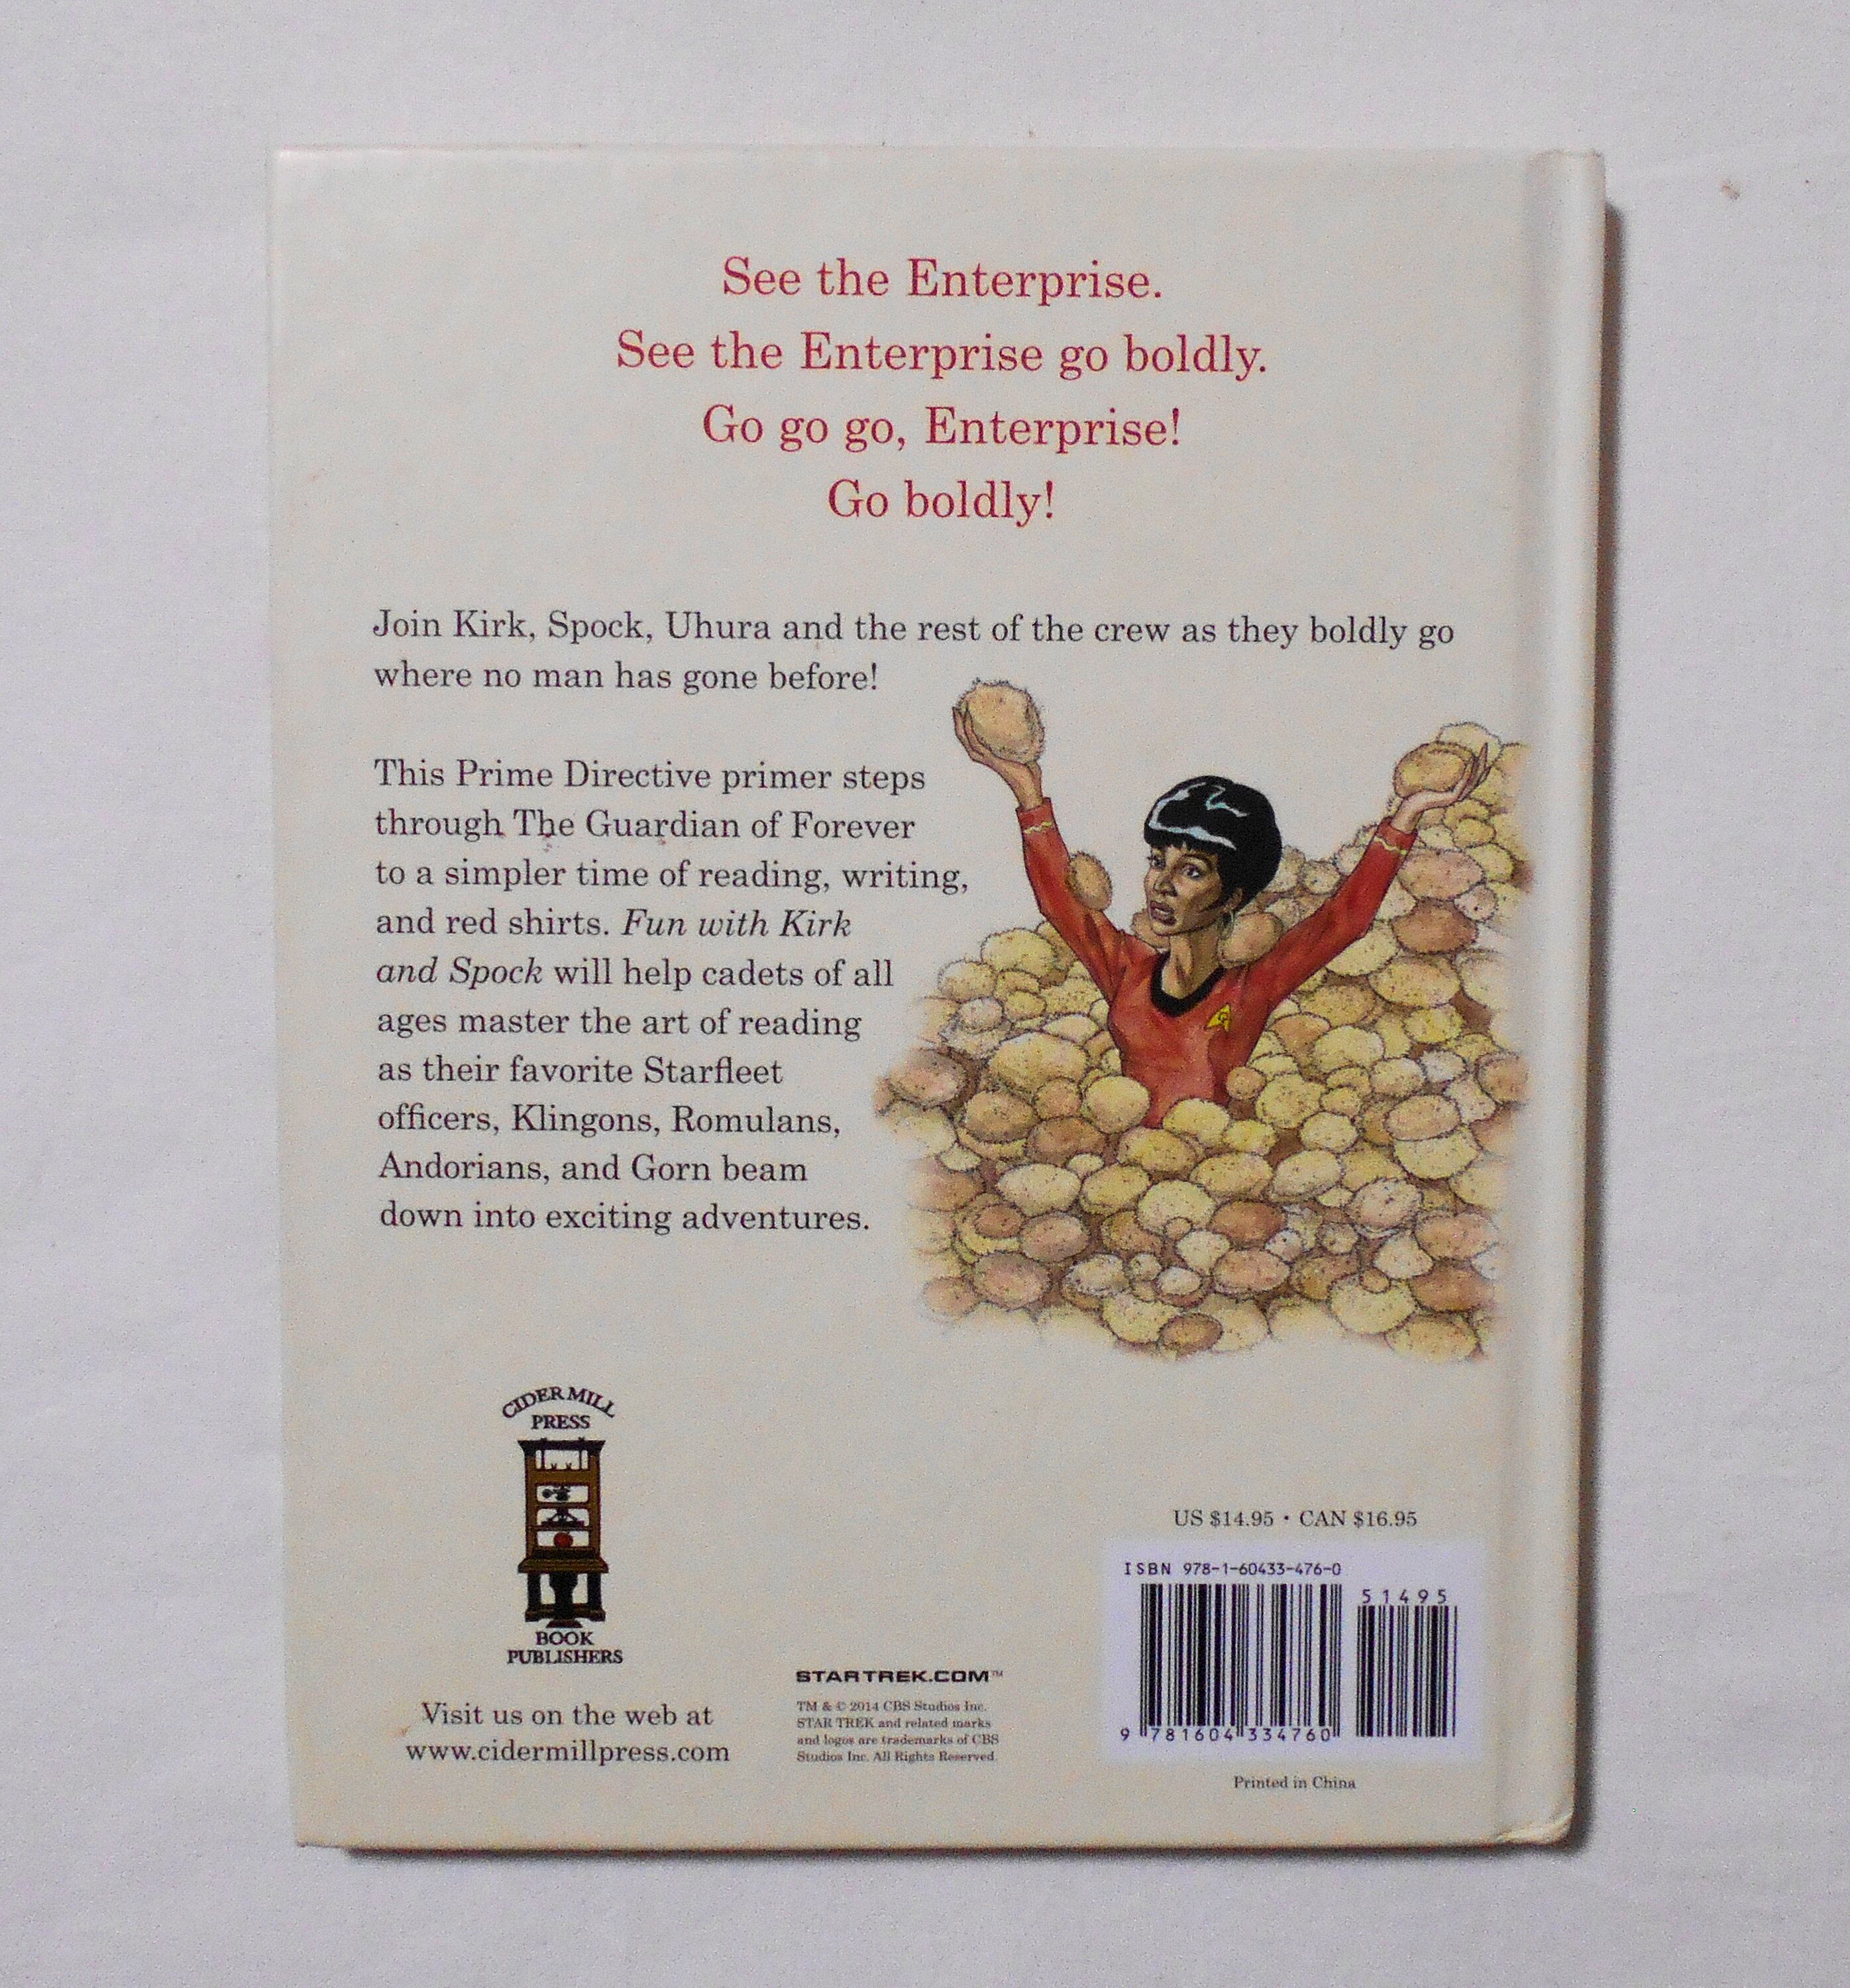 See the Enterprise.
See the Enterprise go boldly.
Go go go, Enterprise!
Go boldly!
Join Kirk, Spock, Uhura and the rest of the crew as they boldly go
where no man has gone before!
This Prime Directive primer steps
through The Guardian of Forever
to a simpler time of reading, writing,
and red shirts. Fun with Kirk
and Spock will help cadets of all
ages master the art of reading
as their favorite Starfleet
officers, Klingons, Romulans,
Andorians, and Gorn beam
down into exciting adventures.
CIDER MILL
PRESS
BOOK
PUBLISHERS
Visit us on the web at
www.cidermillpress.com
STARTREK.COM™
TM & © 2014 CBS Studios Inc.
STAR TREK and related marks
and logos are trademarks of CBS
Studios Inc. All Rights Reserved.
US $14.95 • CAN $16.95
ISBN 978-1-60433-476-0
51495
9 781604 334760
Printed in China